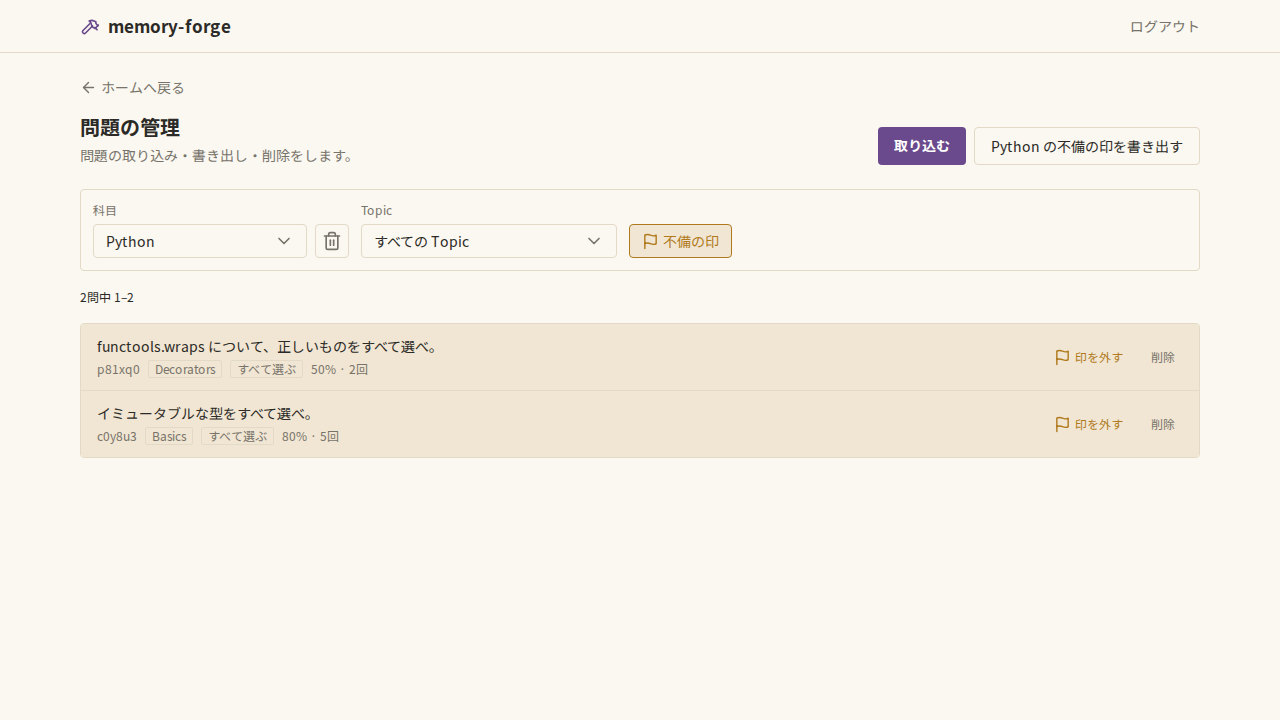 memory-forge
ログアウト
ホームへ戻る
問題の管理
問題の取り込み・書き出し・削除をします。
取り込む
Python の不備の印を書き出す
科目
Topic
Python
すべての Topic
不備の印
2問中 1–2
functools.wraps について、正しいものをすべて選べ。
p81xq0 Decorators すべて選ぶ 50% · 2回
印を外す
削除
イミュータブルな型をすべて選べ。
c0y8u3 Basics すべて選ぶ 80% · 5回
印を外す
削除